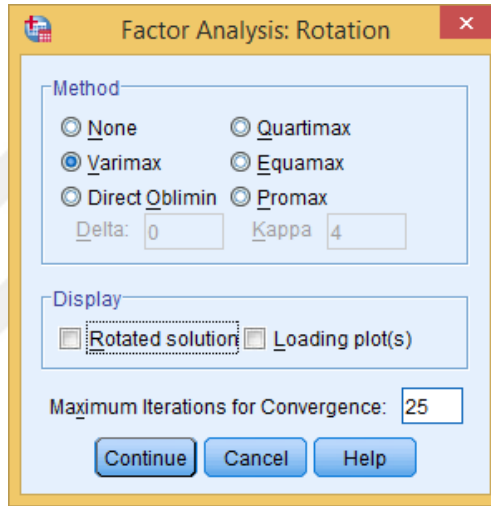 Factor Analysis: Rotation
Method
None
Quartimax
Varimax
Equamax
Direct Oblimin
Promax
Delta: 0
Kappa 4
Display
Rotated solution
Loading plot(s)
Maximum Iterations for Convergence: 25
Continue
Cancel
Help